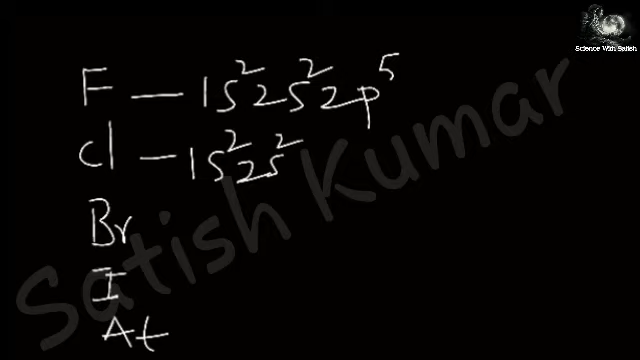 Science With Satish
F — 1s²2s²2p⁵
Cl — 1s²2s²
Br
I
At
Satish Kumar